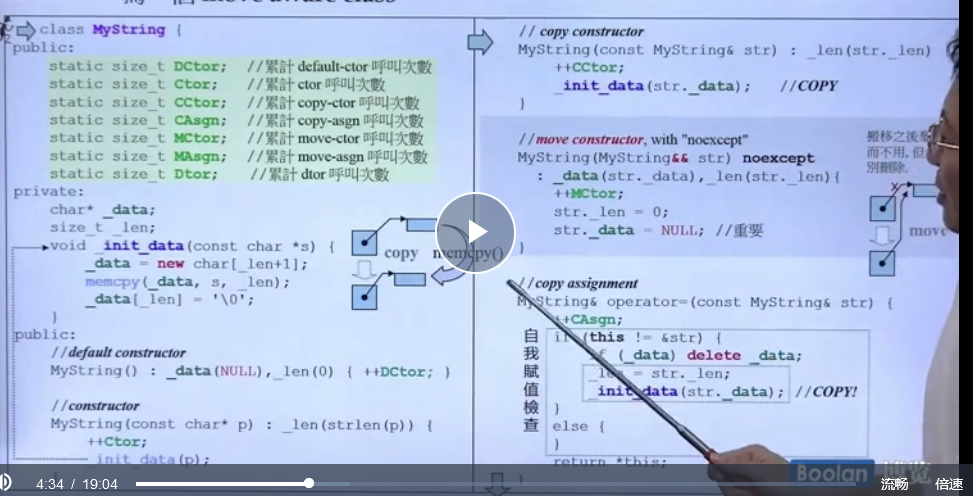 move aware class
class MyString {
public:
static size_t DCtor; //累計 default-ctor 呼叫次數
static size_t Ctor; //累計 ctor 呼叫次數
static size_t CCtor; //累計 copy-ctor 呼叫次數
static size_t CAsgn; //累計 copy-asgn 呼叫次數
static size_t MCtor; //累計 move-ctor 呼叫次數
static size_t MAsgn; //累計 move-asgn 呼叫次數
static size_t Dtor; //累計 dtor 呼叫次數
private:
char* _data;
size_t _len;
void _init_data(const char *s) {
_data = new char[_len+1];
memcpy(_data, s, _len);
_data[_len] = '\0';
}
copy memcpy()
public:
//default constructor
MyString() : _data(NULL),_len(0) { ++DCtor; }
//constructor
MyString(const char* p) : _len(strlen(p)) {
++Ctor;
_init_data(p);
// copy constructor
MyString(const MyString& str) : _len(str._len)
++CCtor;
_init_data(str._data); //COPY
}
//move constructor, with "noexcept"
MyString(MyString&& str) noexcept
: _data(str._data),_len(str._len){
++MCtor;
str._len = 0;
str._data = NULL; //重要
}
搬移之後
而不用, 但
別刪除.
move
//copy assignment
MyString& operator=(const MyString& str) {
++CAsgn;
自我賦值檢查
if (this != &str) {
if (_data) delete _data;
_len = str._len;
_init_data(str._data); //COPY!
}
else {
}
return *this;
}
Boolan 博览
4:34 / 19:04
流畅 倍速